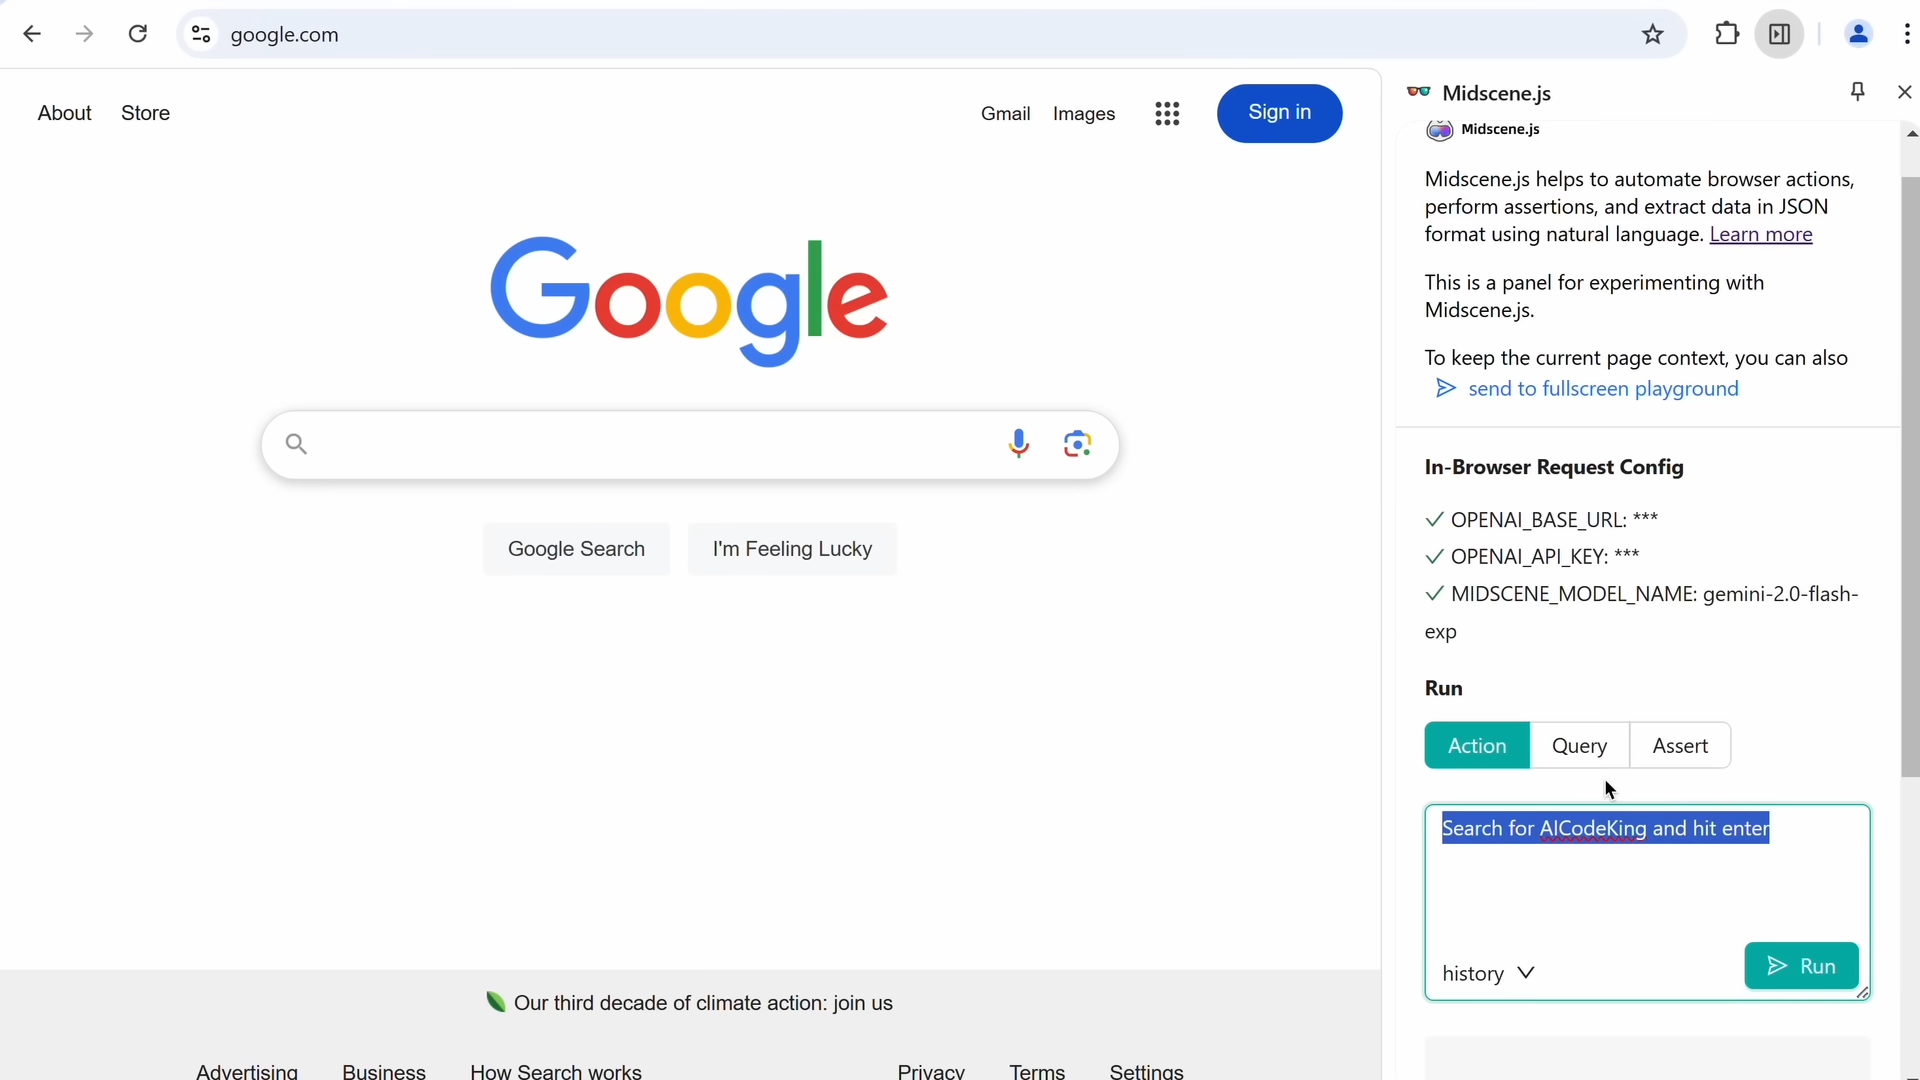 google.com
About Store
Gmail Images Sign in
Google
Google Search I'm Feeling Lucky
Our third decade of climate action: join us
Advertising Business How Search works
Privacy Terms Settings
Midscene.js
Midscene.js
Midscene.js helps to automate browser actions,
perform assertions, and extract data in JSON
format using natural language. Learn more
This is a panel for experimenting with
Midscene.js.
To keep the current page context, you can also
send to fullscreen playground
In-Browser Request Config
OPENAI_BASE_URL: ***
OPENAI_API_KEY: ***
MIDSCENE_MODEL_NAME: gemini-2.0-flash-
exp
Run
Action Query Assert
Search for AICodeKing and hit enter
history Run